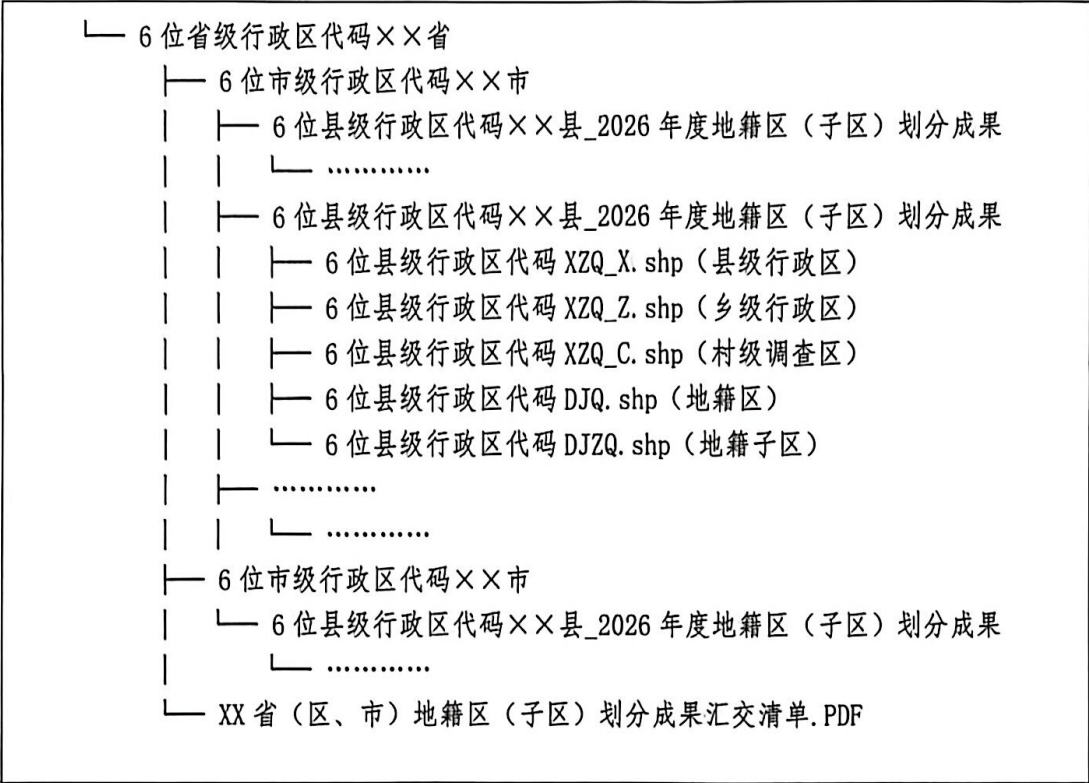 └── 6位省级行政区代码××省
├── 6位市级行政区代码××市
│ ├── 6位县级行政区代码××县_2026年度地籍区（子区）划分成果
│ │ └── …………
│ ├── 6位县级行政区代码××县_2026年度地籍区（子区）划分成果
│ │ ├── 6位县级行政区代码XZQ_X.shp（县级行政区）
│ │ ├── 6位县级行政区代码XZQ_Z.shp（乡级行政区）
│ │ ├── 6位县级行政区代码XZQ_C.shp（村级调查区）
│ │ ├── 6位县级行政区代码DJQ.shp（地籍区）
│ │ └── 6位县级行政区代码DJZQ.shp（地籍子区）
│ ├── …………
│ │ └── …………
├── 6位市级行政区代码××市
│ └── 6位县级行政区代码××县_2026年度地籍区（子区）划分成果
│ └── …………
└── XX省（区、市）地籍区（子区）划分成果汇交清单.PDF